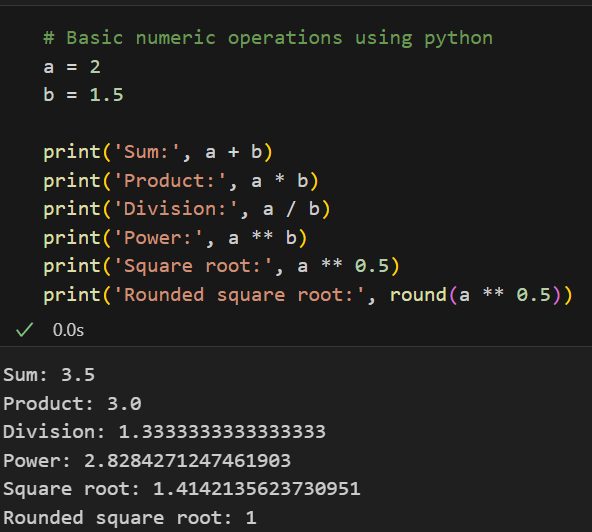 # Basic numeric operations using python
a = 2
b = 1.5
print('Sum:', a + b)
print('Product:', a * b)
print('Division:', a / b)
print('Power:', a ** b)
print('Square root:', a ** 0.5)
print('Rounded square root:', round(a ** 0.5))
✓ 0.0s
Sum: 3.5
Product: 3.0
Division: 1.3333333333333333
Power: 2.8284271247461903
Square root: 1.4142135623730951
Rounded square root: 1